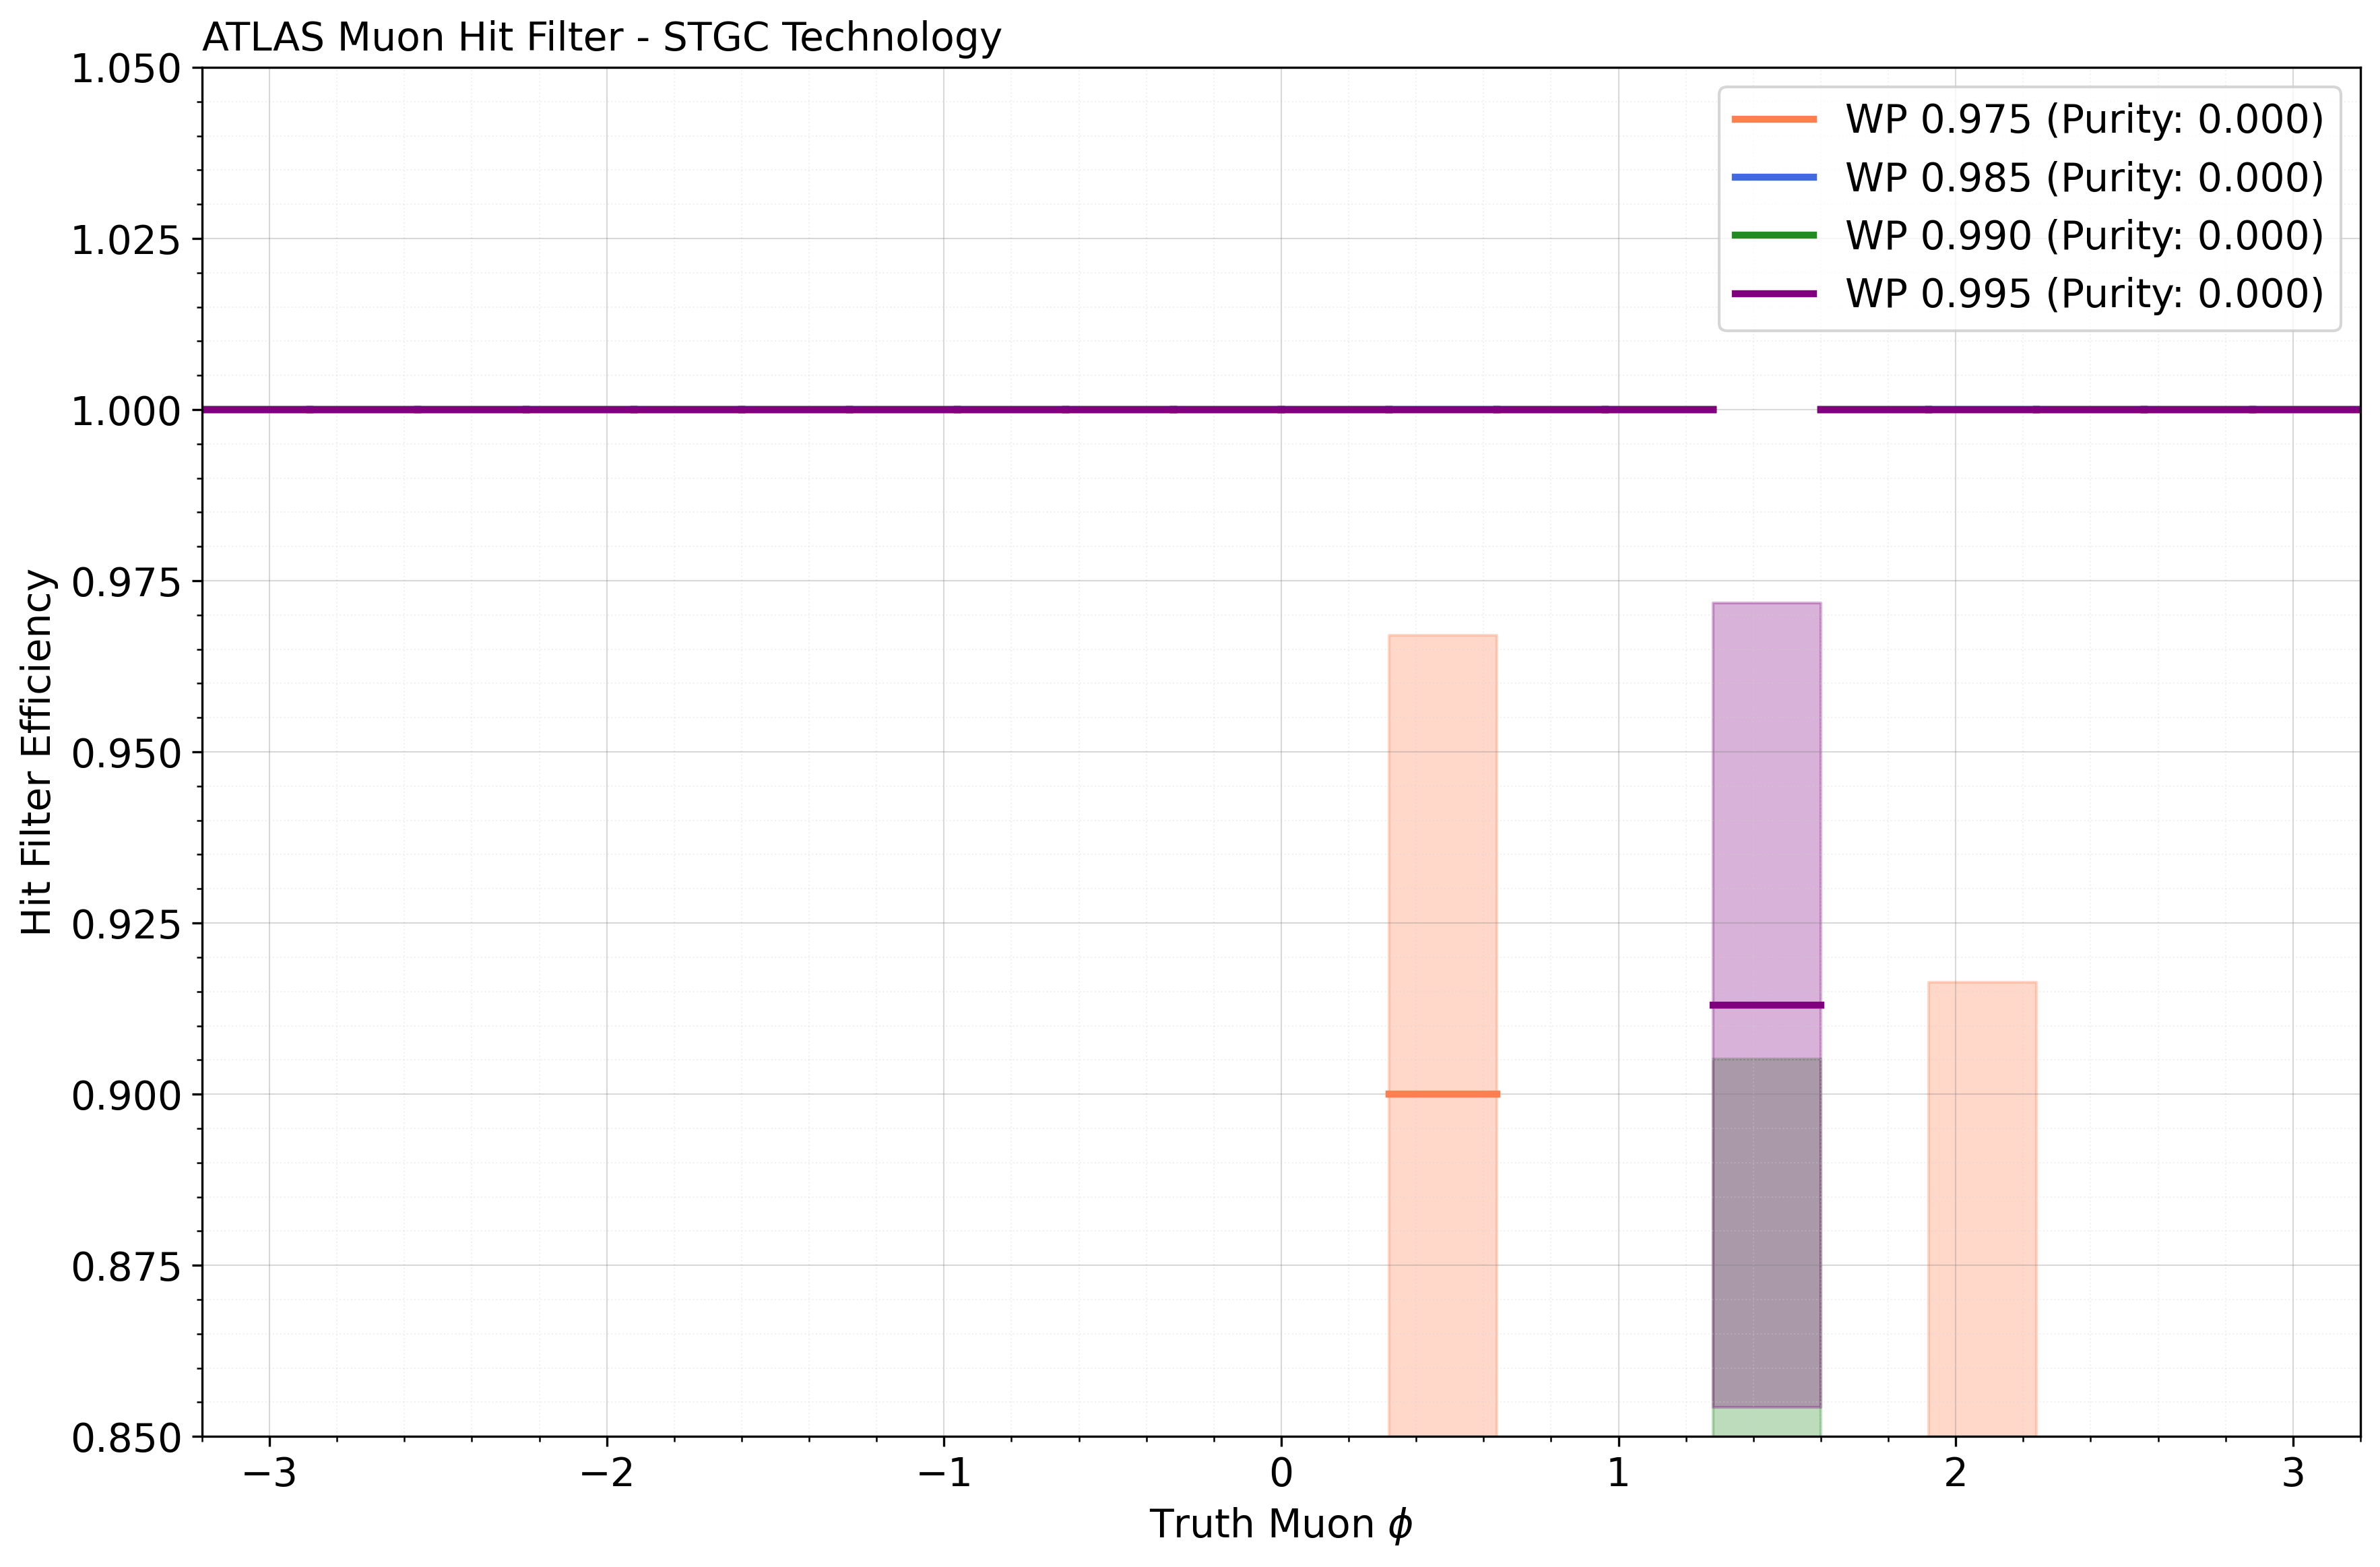 ATLAS Muon Hit Filter - STGC Technology
1.050
1.025
1.000
0.975
0.950
0.925
0.900
0.875
0.850
Hit Filter Efficiency
WP 0.975 (Purity: 0.000)
WP 0.985 (Purity: 0.000)
WP 0.990 (Purity: 0.000)
WP 0.995 (Purity: 0.000)
−3 −2 −1 0 1 2 3
Truth Muon ϕ